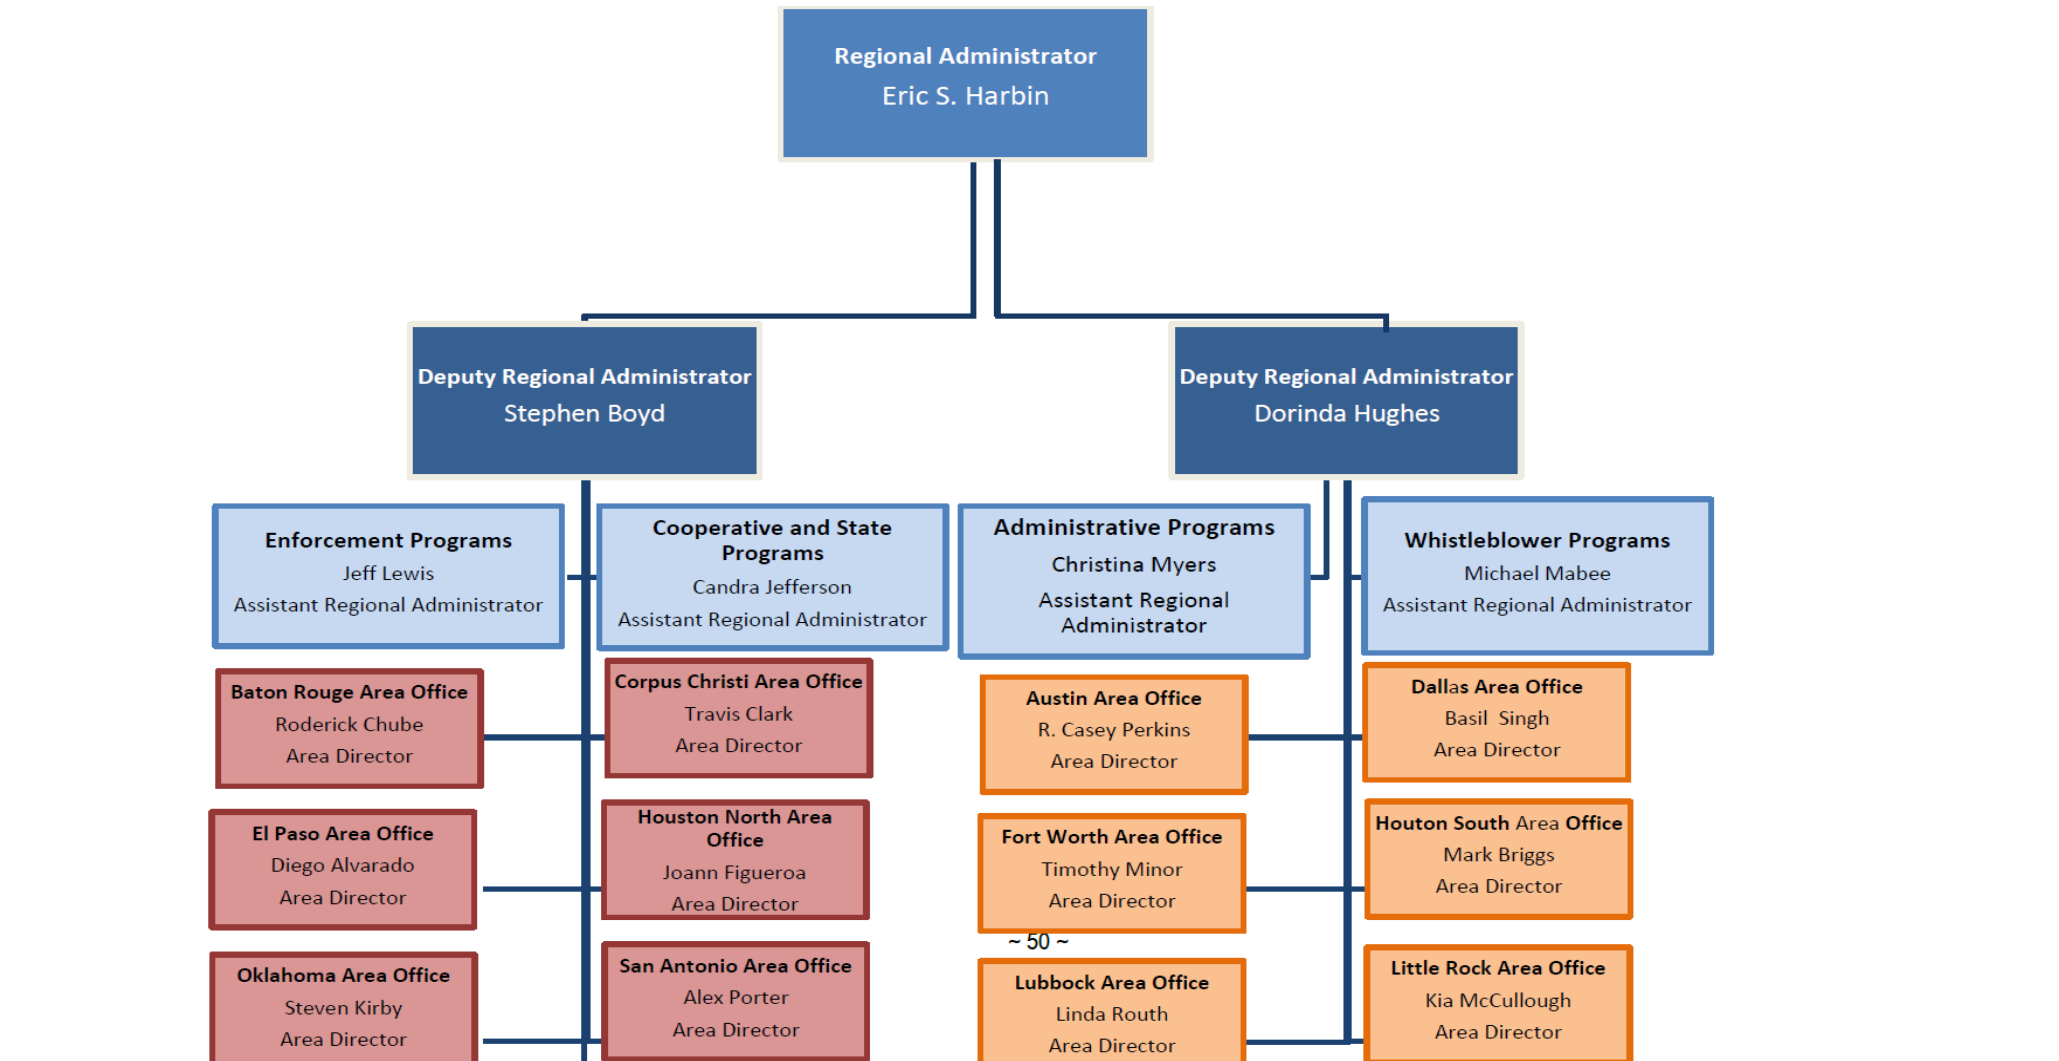 Regional Administrator
Eric S. Harbin
Deputy Regional Administrator
Stephen Boyd
Deputy Regional Administrator
Dorinda Hughes
Enforcement Programs
Jeff Lewis
Assistant Regional Administrator
Cooperative and State
Programs
Candra Jefferson
Assistant Regional Administrator
Administrative Programs
Christina Myers
Assistant Regional
Administrator
Whistleblower Programs
Michael Mabee
Assistant Regional Administrator
Baton Rouge Area Office
Roderick Chube
Area Director
Corpus Christi Area Office
Travis Clark
Area Director
Austin Area Office
R. Casey Perkins
Area Director
Dallas Area Office
Basil  Singh
Area Director
El Paso Area Office
Diego Alvarado
Area Director
Houston North Area
Office
Joann Figueroa
Area Director
Fort Worth Area Office
Timothy Minor
Area Director
Houton South Area Office
Mark Briggs
Area Director
~ 50 ~
Oklahoma Area Office
Steven Kirby
Area Director
San Antonio Area Office
Alex Porter
Area Director
Lubbock Area Office
Linda Routh
Area Director
Little Rock Area Office
Kia McCullough
Area Director